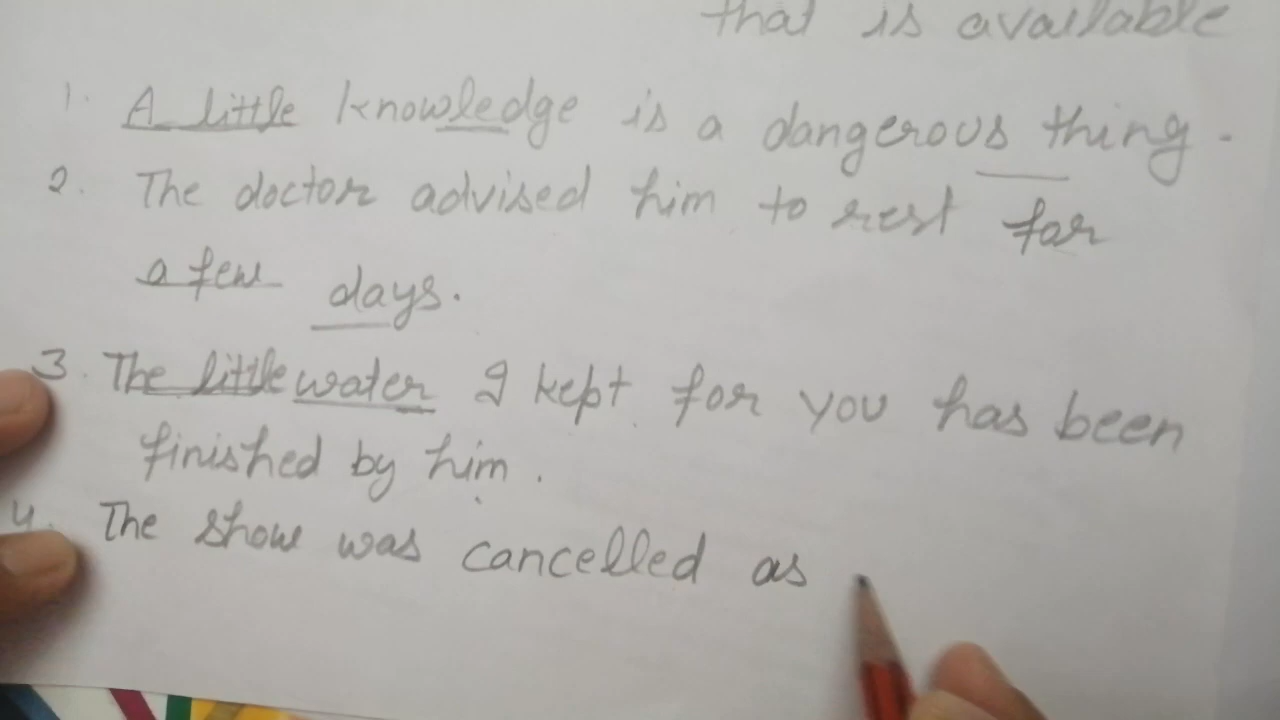 that is available
1. A little knowledge is a dangerous thing.
2. The doctor advised him to rest for
a few days.
3. The little water I kept for you has been
finished by him.
4. The show was cancelled as